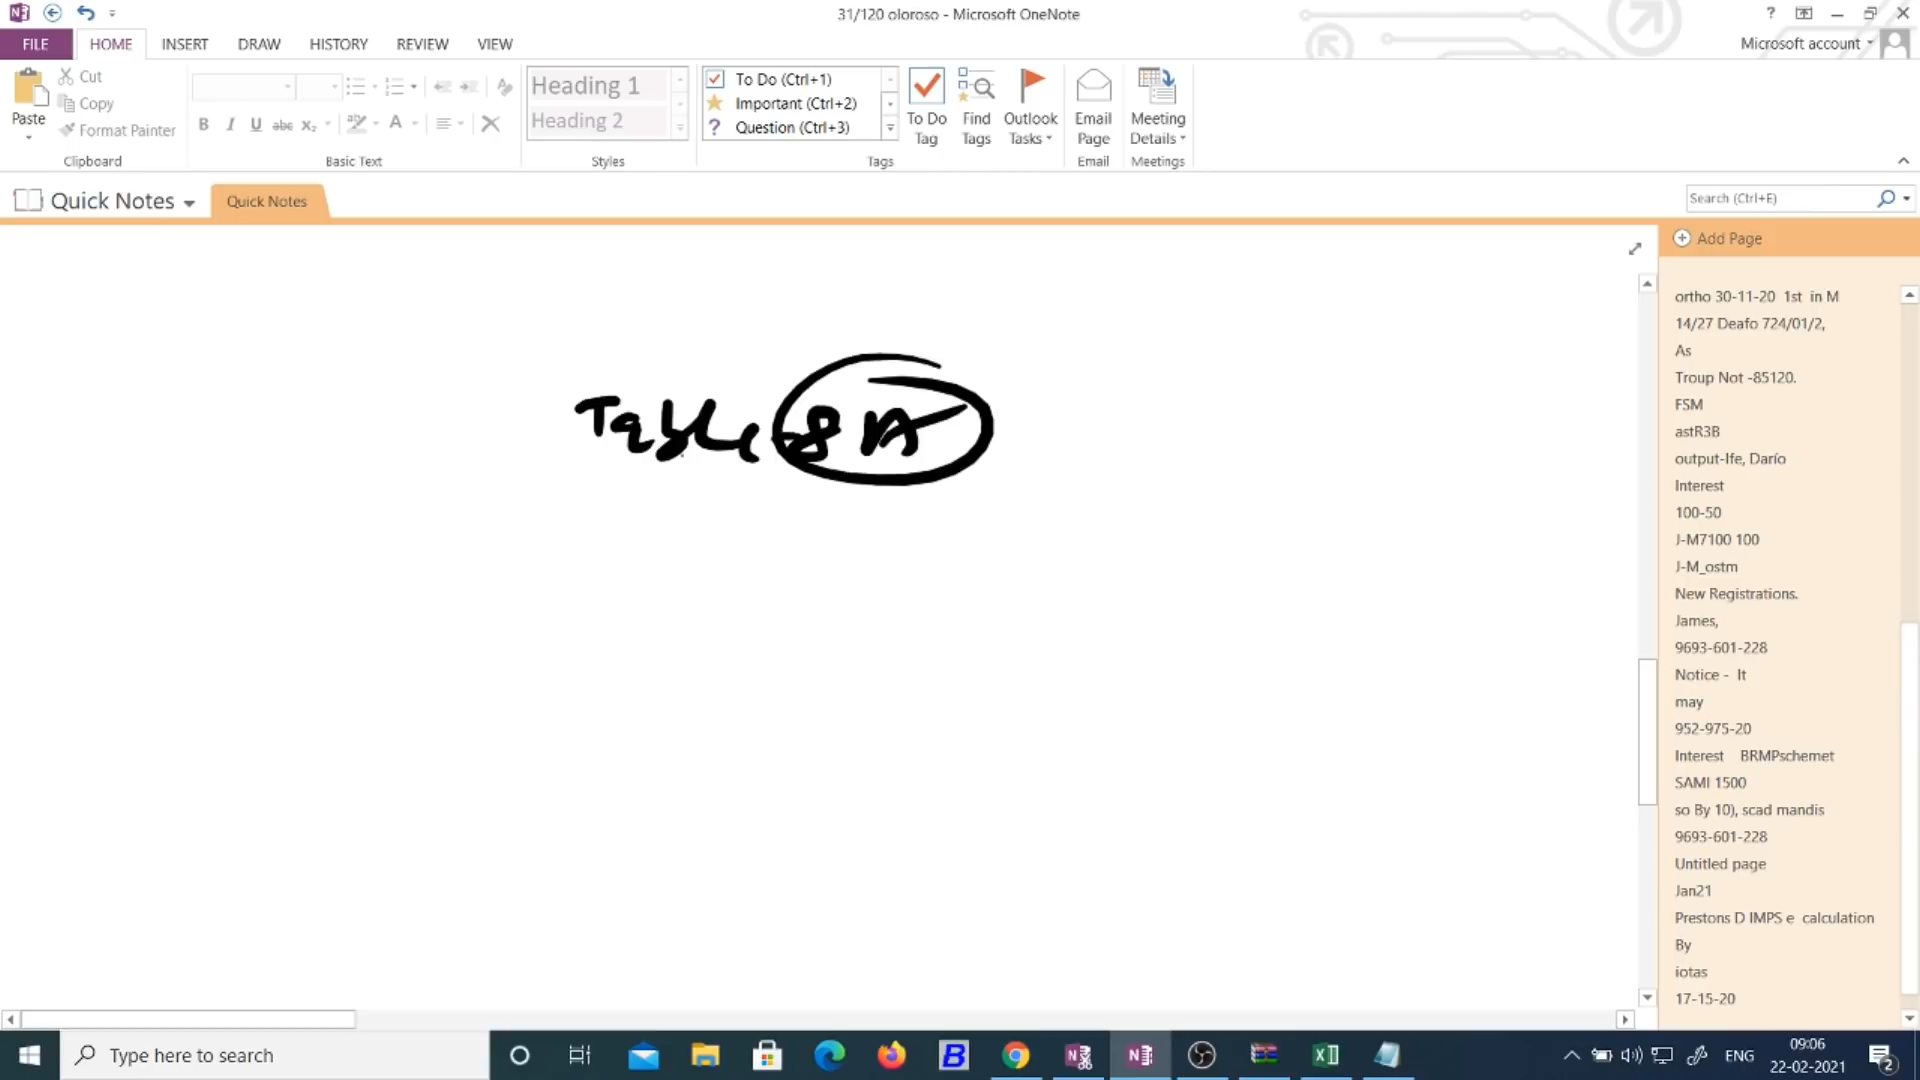 31/120 oloroso - Microsoft OneNote
?
FILE HOME INSERT DRAW HISTORY REVIEW VIEW
Microsoft account
Paste
Cut
Copy
Format Painter
Clipboard
B I U abc X₂ A
Basic Text
Heading 1
Heading 2
Styles
To Do (Ctrl+1)
Important (Ctrl+2)
Question (Ctrl+3)
To Do Tag
Find Tags
Tags
Outlook Tasks
Email Page
Email
Meeting Details
Meetings
Quick Notes
Quick Notes
Search (Ctrl+E)
Add Page
Table 8A
ortho 30-11-20 1st in M
14/27 Deafo 724/01/2,
As
Troup Not -85120.
FSM
astR3B
output-Ife, Darío
Interest
100-50
J-M7100 100
J-M_ostm
New Registrations.
James,
9693-601-228
Notice - It
may
952-975-20
Interest BRMPschemet
SAMI 1500
so By 10), scad mandis
9693-601-228
Untitled page
Jan21
Prestons D IMPS e calculation
By
iotas
17-15-20
Type here to search
B
ENG
09:06
22-02-2021
2